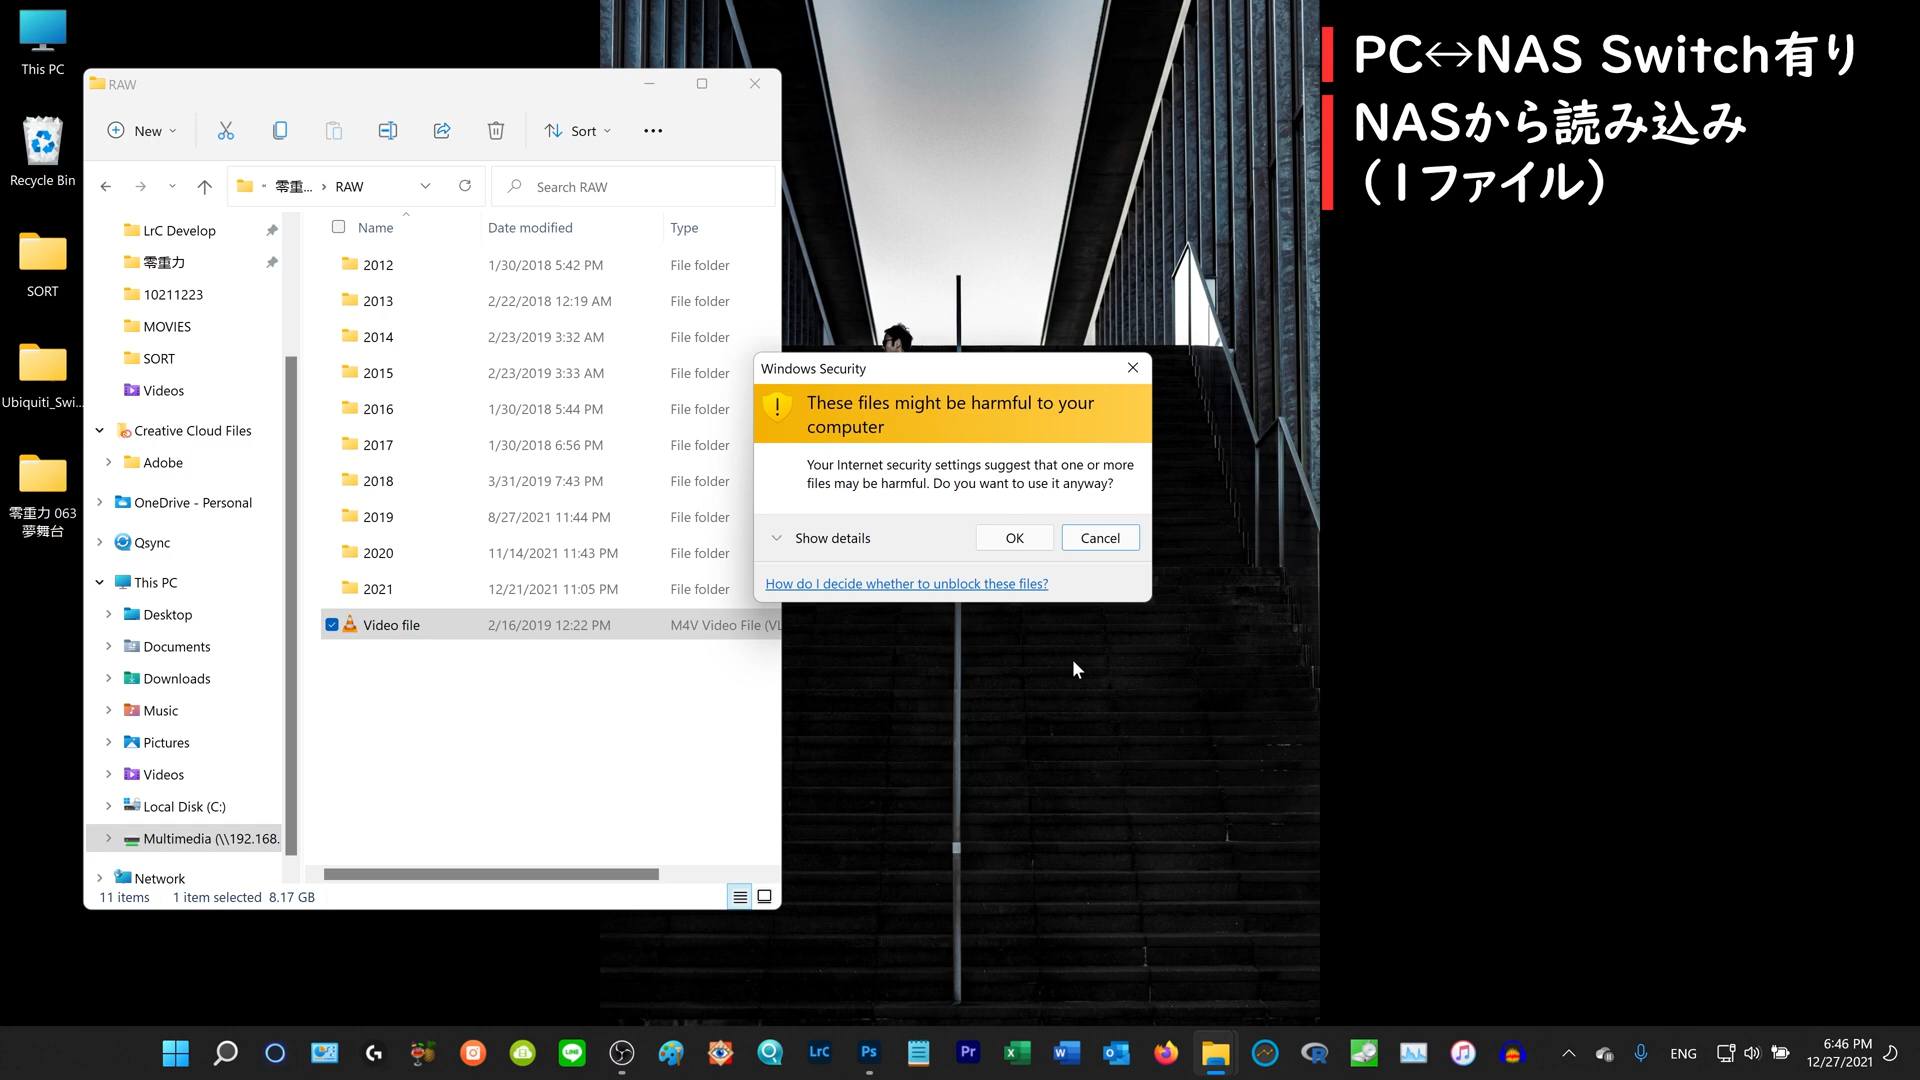 This PC
Recycle Bin
SORT
Ubiquiti_Swi...
零重力 063
夢舞台
RAW
New
Sort
零重... › RAW
Search RAW
LrC Develop
零重力
10211223
MOVIES
SORT
Videos
Creative Cloud Files
Adobe
OneDrive - Personal
Qsync
This PC
Desktop
Documents
Downloads
Music
Pictures
Videos
Local Disk (C:)
Multimedia (\\192.168.
Network
Name Date modified Type
2012 1/30/2018 5:42 PM File folder
2013 2/22/2018 12:19 AM File folder
2014 2/23/2019 3:32 AM File folder
2015 2/23/2019 3:33 AM File folder
2016 1/30/2018 5:44 PM File folder
2017 1/30/2018 6:56 PM File folder
2018 3/31/2019 7:43 PM File folder
2019 8/27/2021 11:44 PM File folder
2020 11/14/2021 11:43 PM File folder
2021 12/21/2021 11:05 PM File folder
Video file 2/16/2019 12:22 PM M4V Video File (VL
11 items 1 item selected 8.17 GB
Windows Security
These files might be harmful to your
computer
Your Internet security settings suggest that one or more
files may be harmful. Do you want to use it anyway?
Show details
OK
Cancel
How do I decide whether to unblock these files?
PC↔NAS Switch有り
NASから読み込み
(1ファイル)
LrC
Ps
Pr
ENG
6:46 PM
12/27/2021